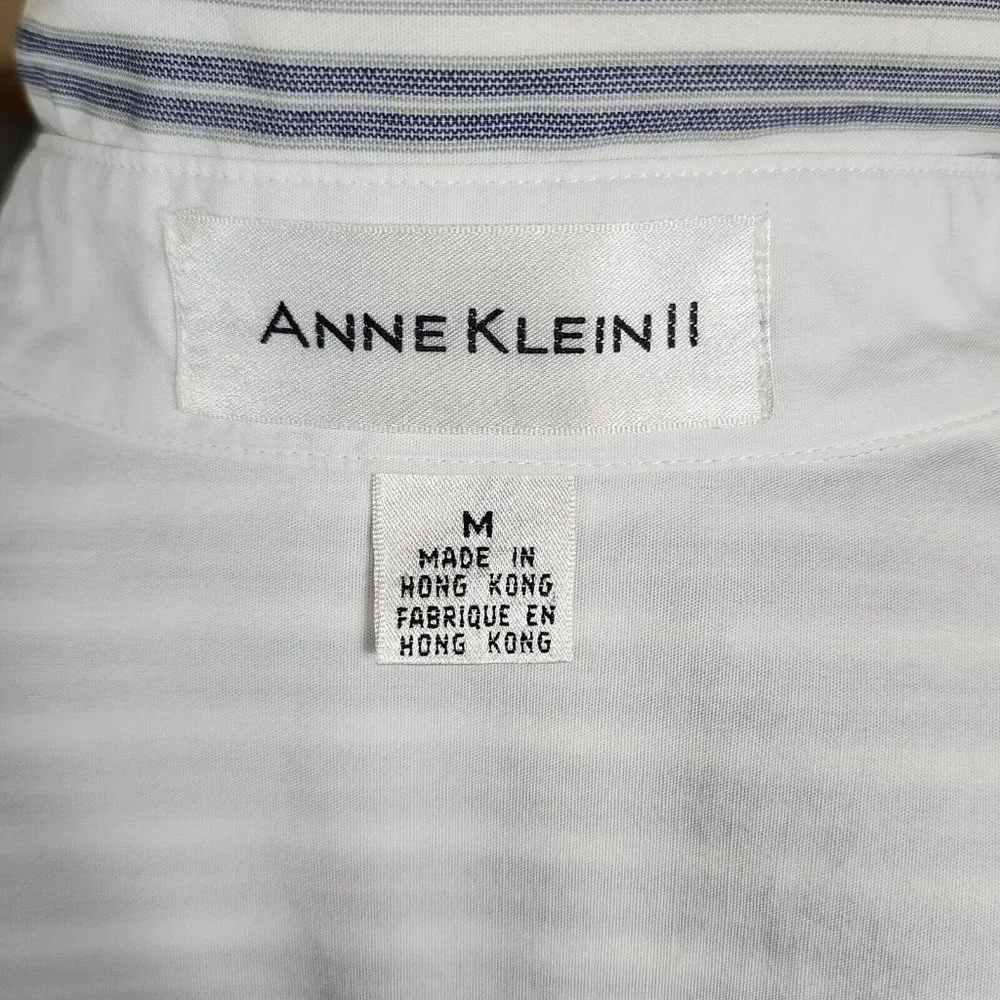 ANNE KLEIN II
M
MADE IN
HONG KONG
FABRIQUE EN
HONG KONG